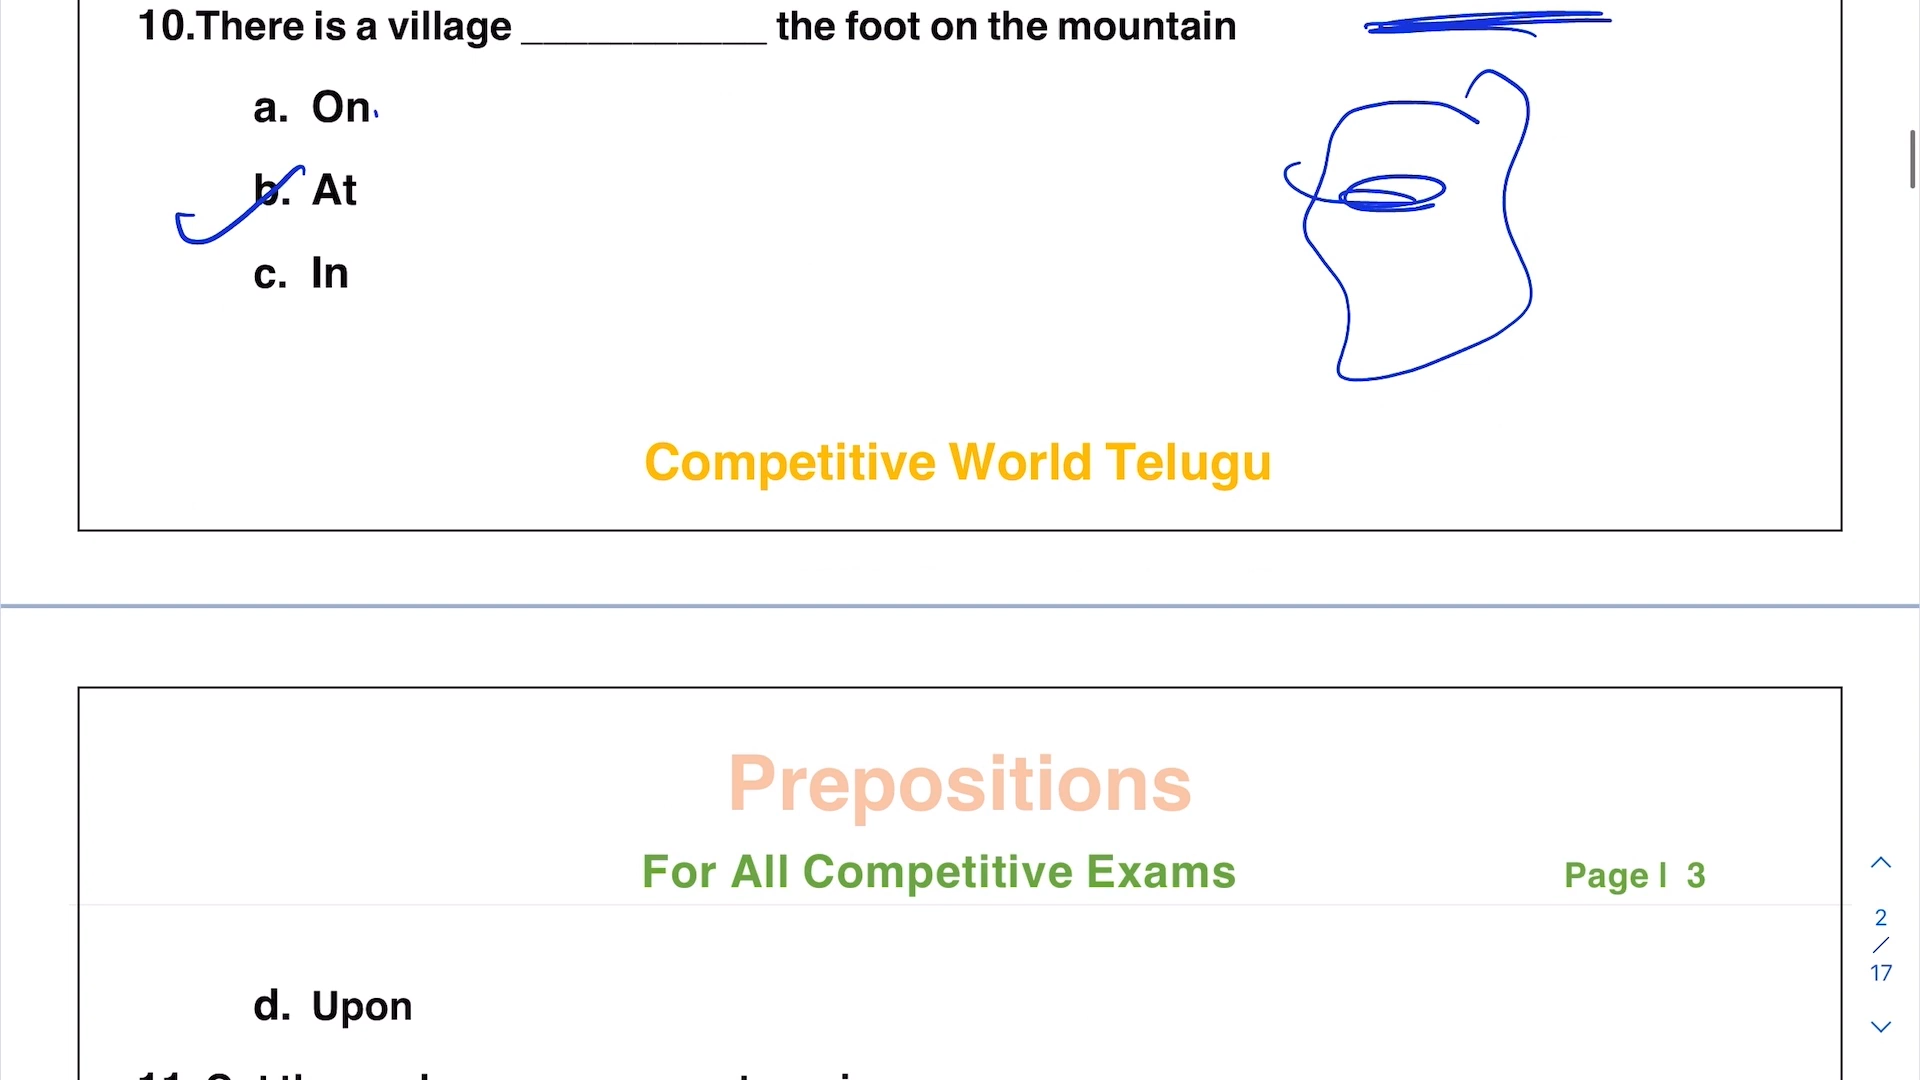 10.There is a village ___________ the foot on the mountain
a. On
b. At
c. In
Competitive World Telugu
Prepositions
For All Competitive Exams
Page | 3
2
/
17
d. Upon